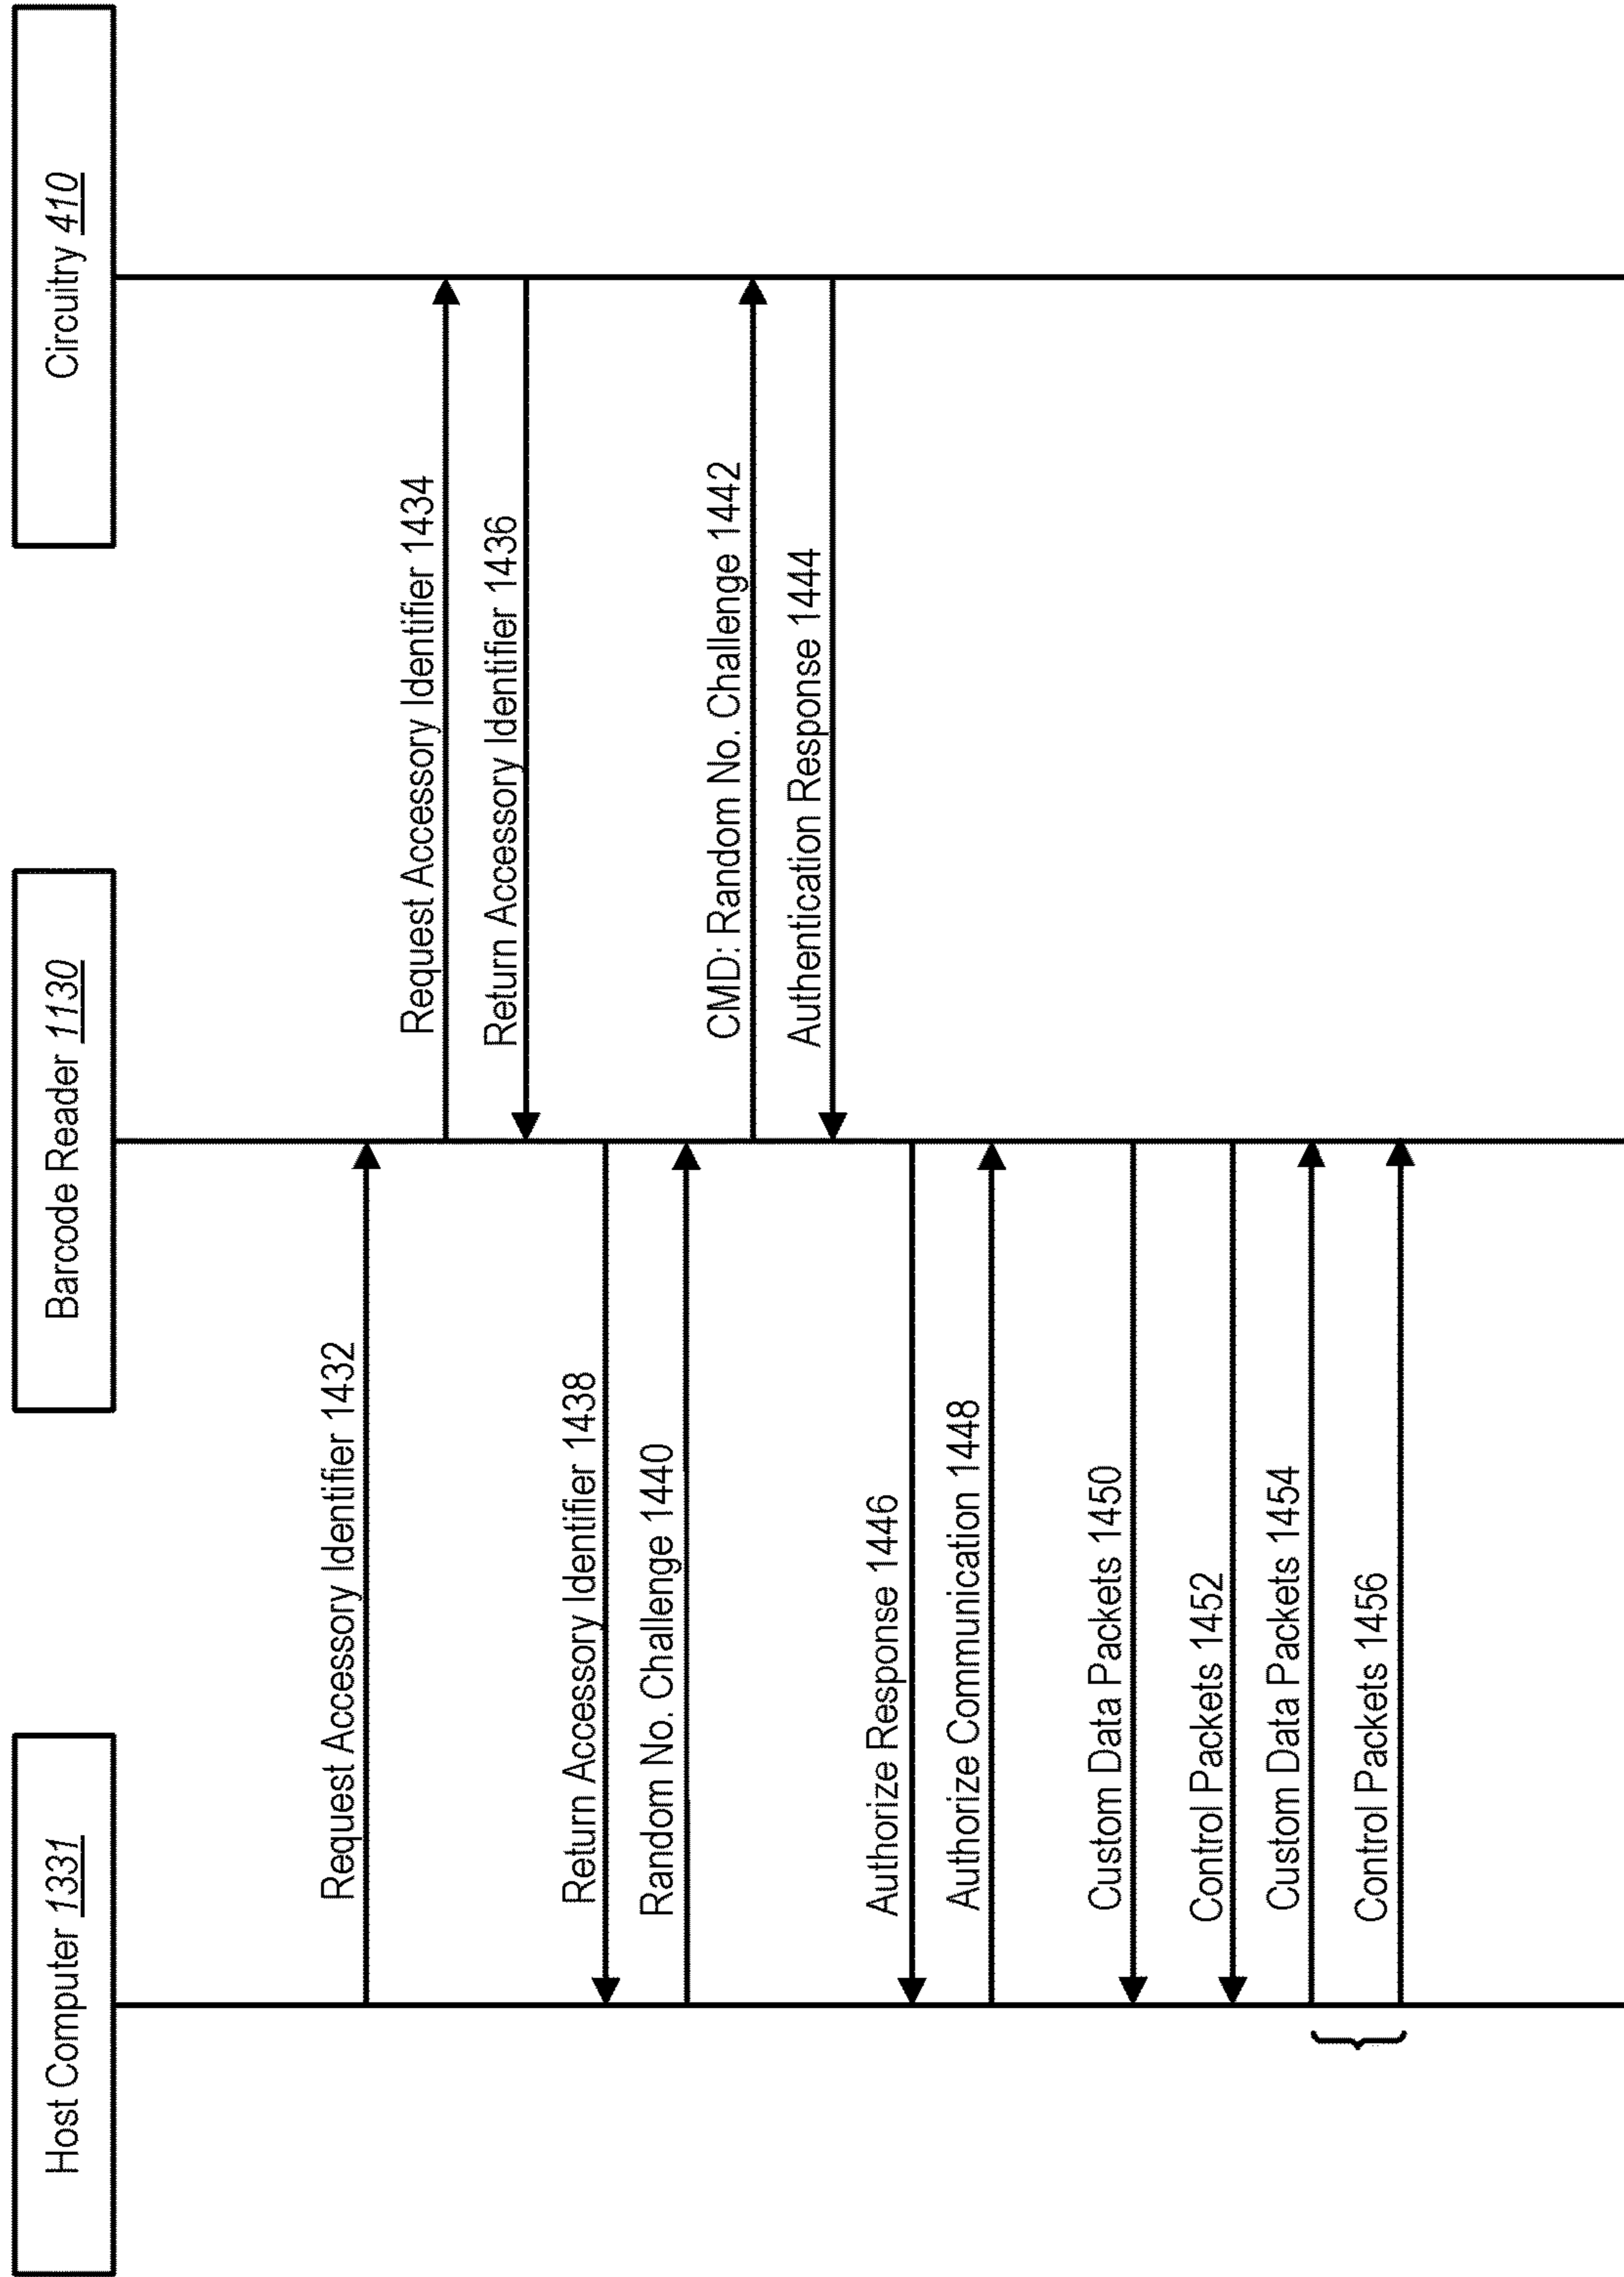 Host Computer 1331
Barcode Reader 1130
Circuitry 410
Request Accessory Identifier 1432
Request Accessory Identifier 1434
Return Accessory Identifier 1436
Return Accessory Identifier 1438
Random No. Challenge 1440
CMD: Random No. Challenge 1442
Authentication Response 1444
Authorize Response 1446
Authorize Communication 1448
Custom Data Packets 1450
Control Packets 1452
Custom Data Packets 1454
Control Packets 1456